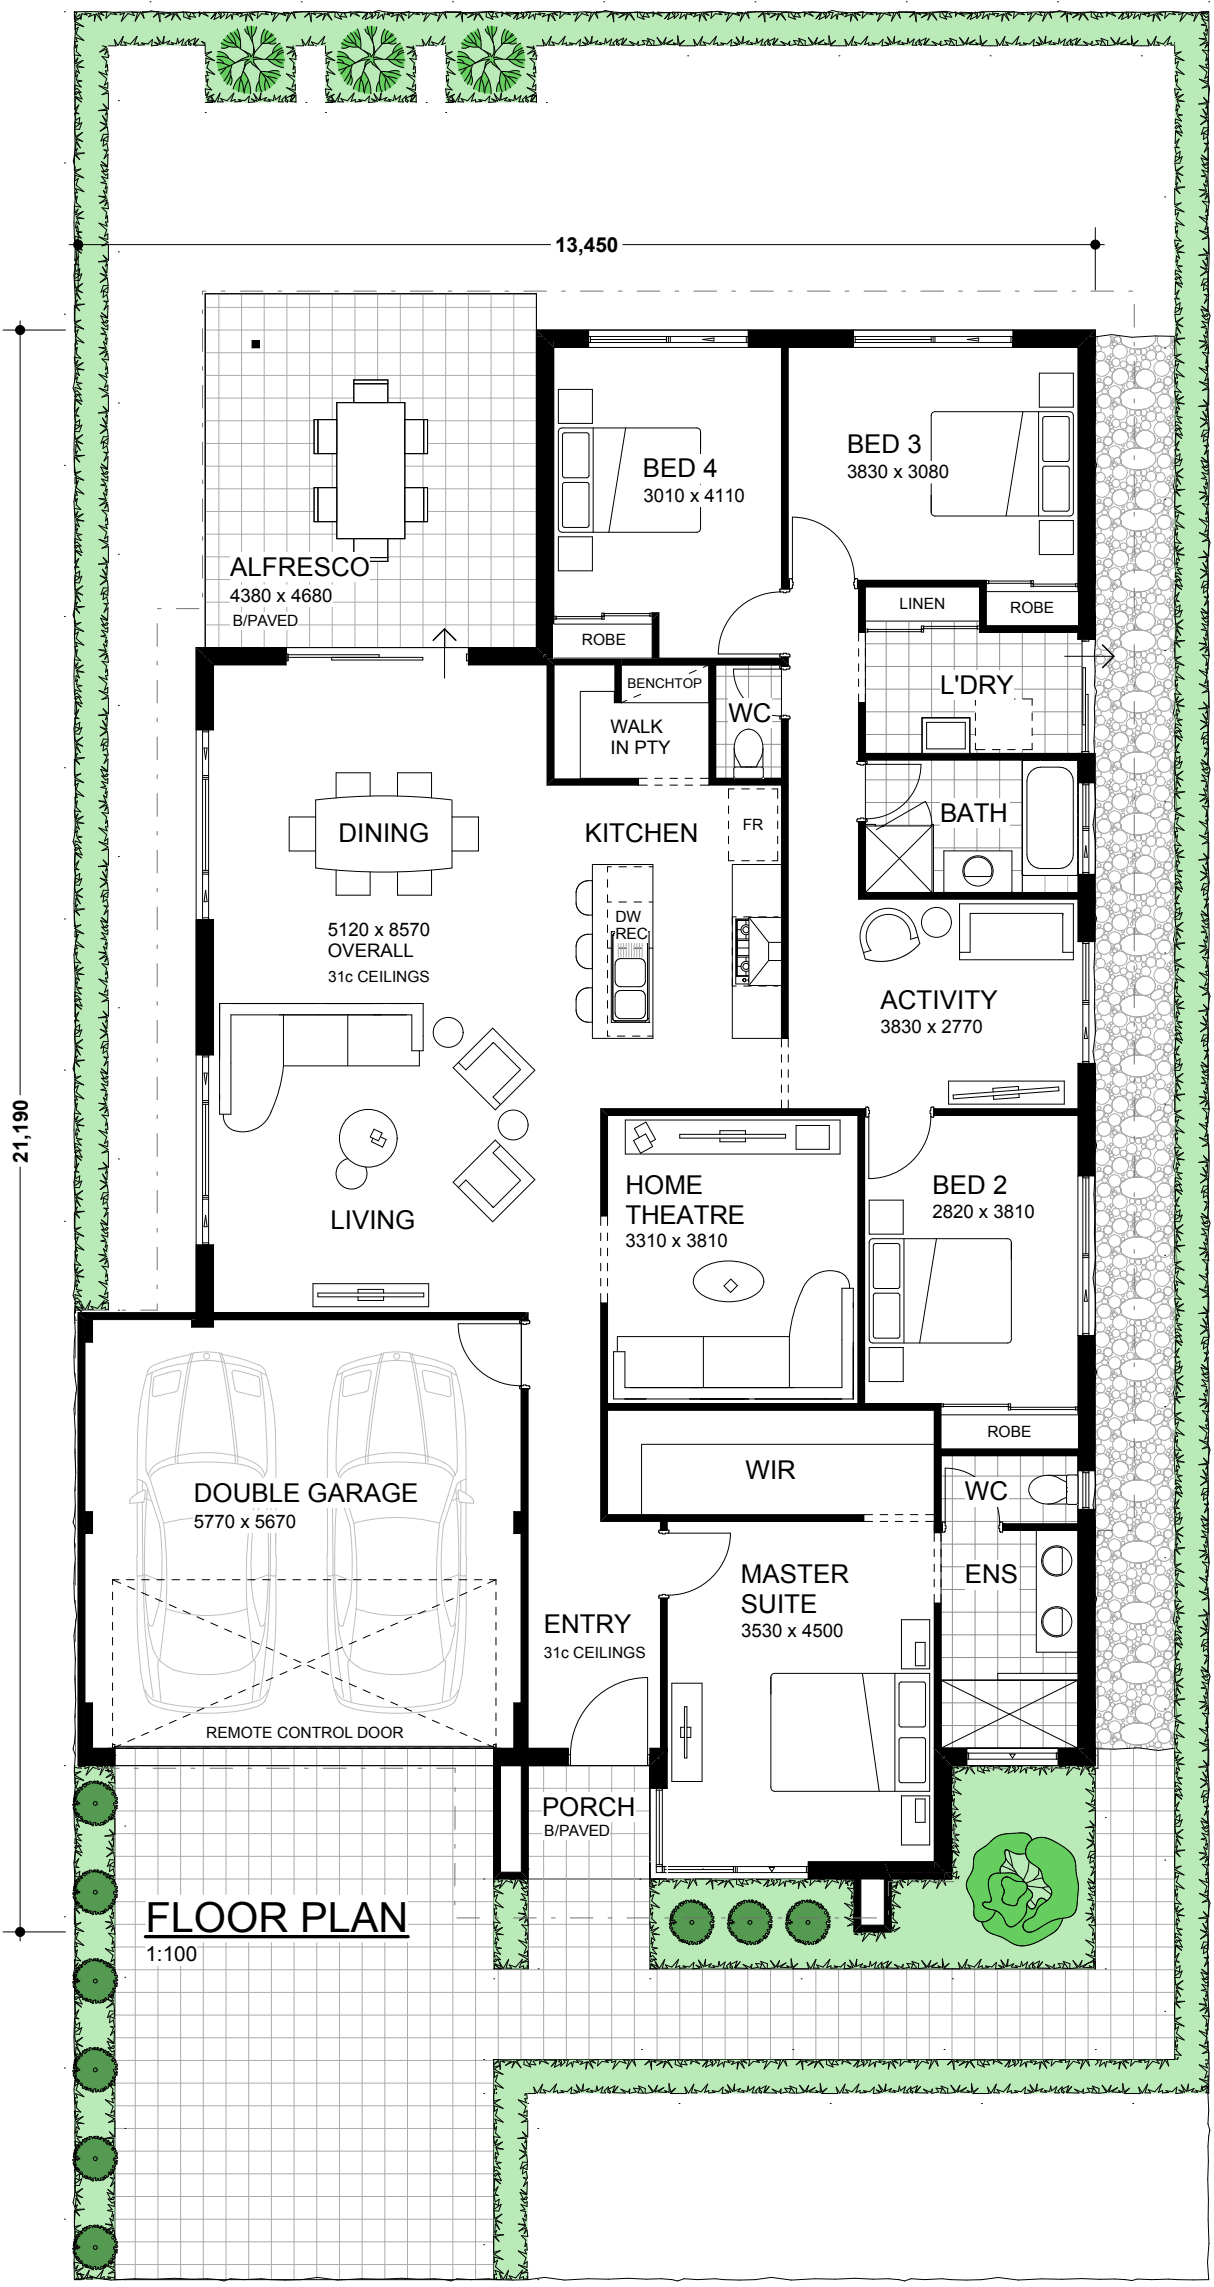 13,450
BED 3
3830 x 3080
BED 4
3010 x 4110
ALFRESCO
4380 x 4680
B/PAVED
LINEN
ROBE
ROBE
L'DRY
BENCHTOP
WC
WALK
IN PTY
DINING
KITCHEN
FR
BATH
5120 x 8570
OVERALL
31c CEILINGS
DW
REC
ACTIVITY
3830 x 2770
21,190
HOME
THEATRE
3310 x 3810
BED 2
2820 x 3810
LIVING
ROBE
WIR
WC
DOUBLE GARAGE
5770 x 5670
MASTER
SUITE
3530 x 4500
ENS
ENTRY
31c CEILINGS
REMOTE CONTROL DOOR
PORCH
B/PAVED
FLOOR PLAN
1:100